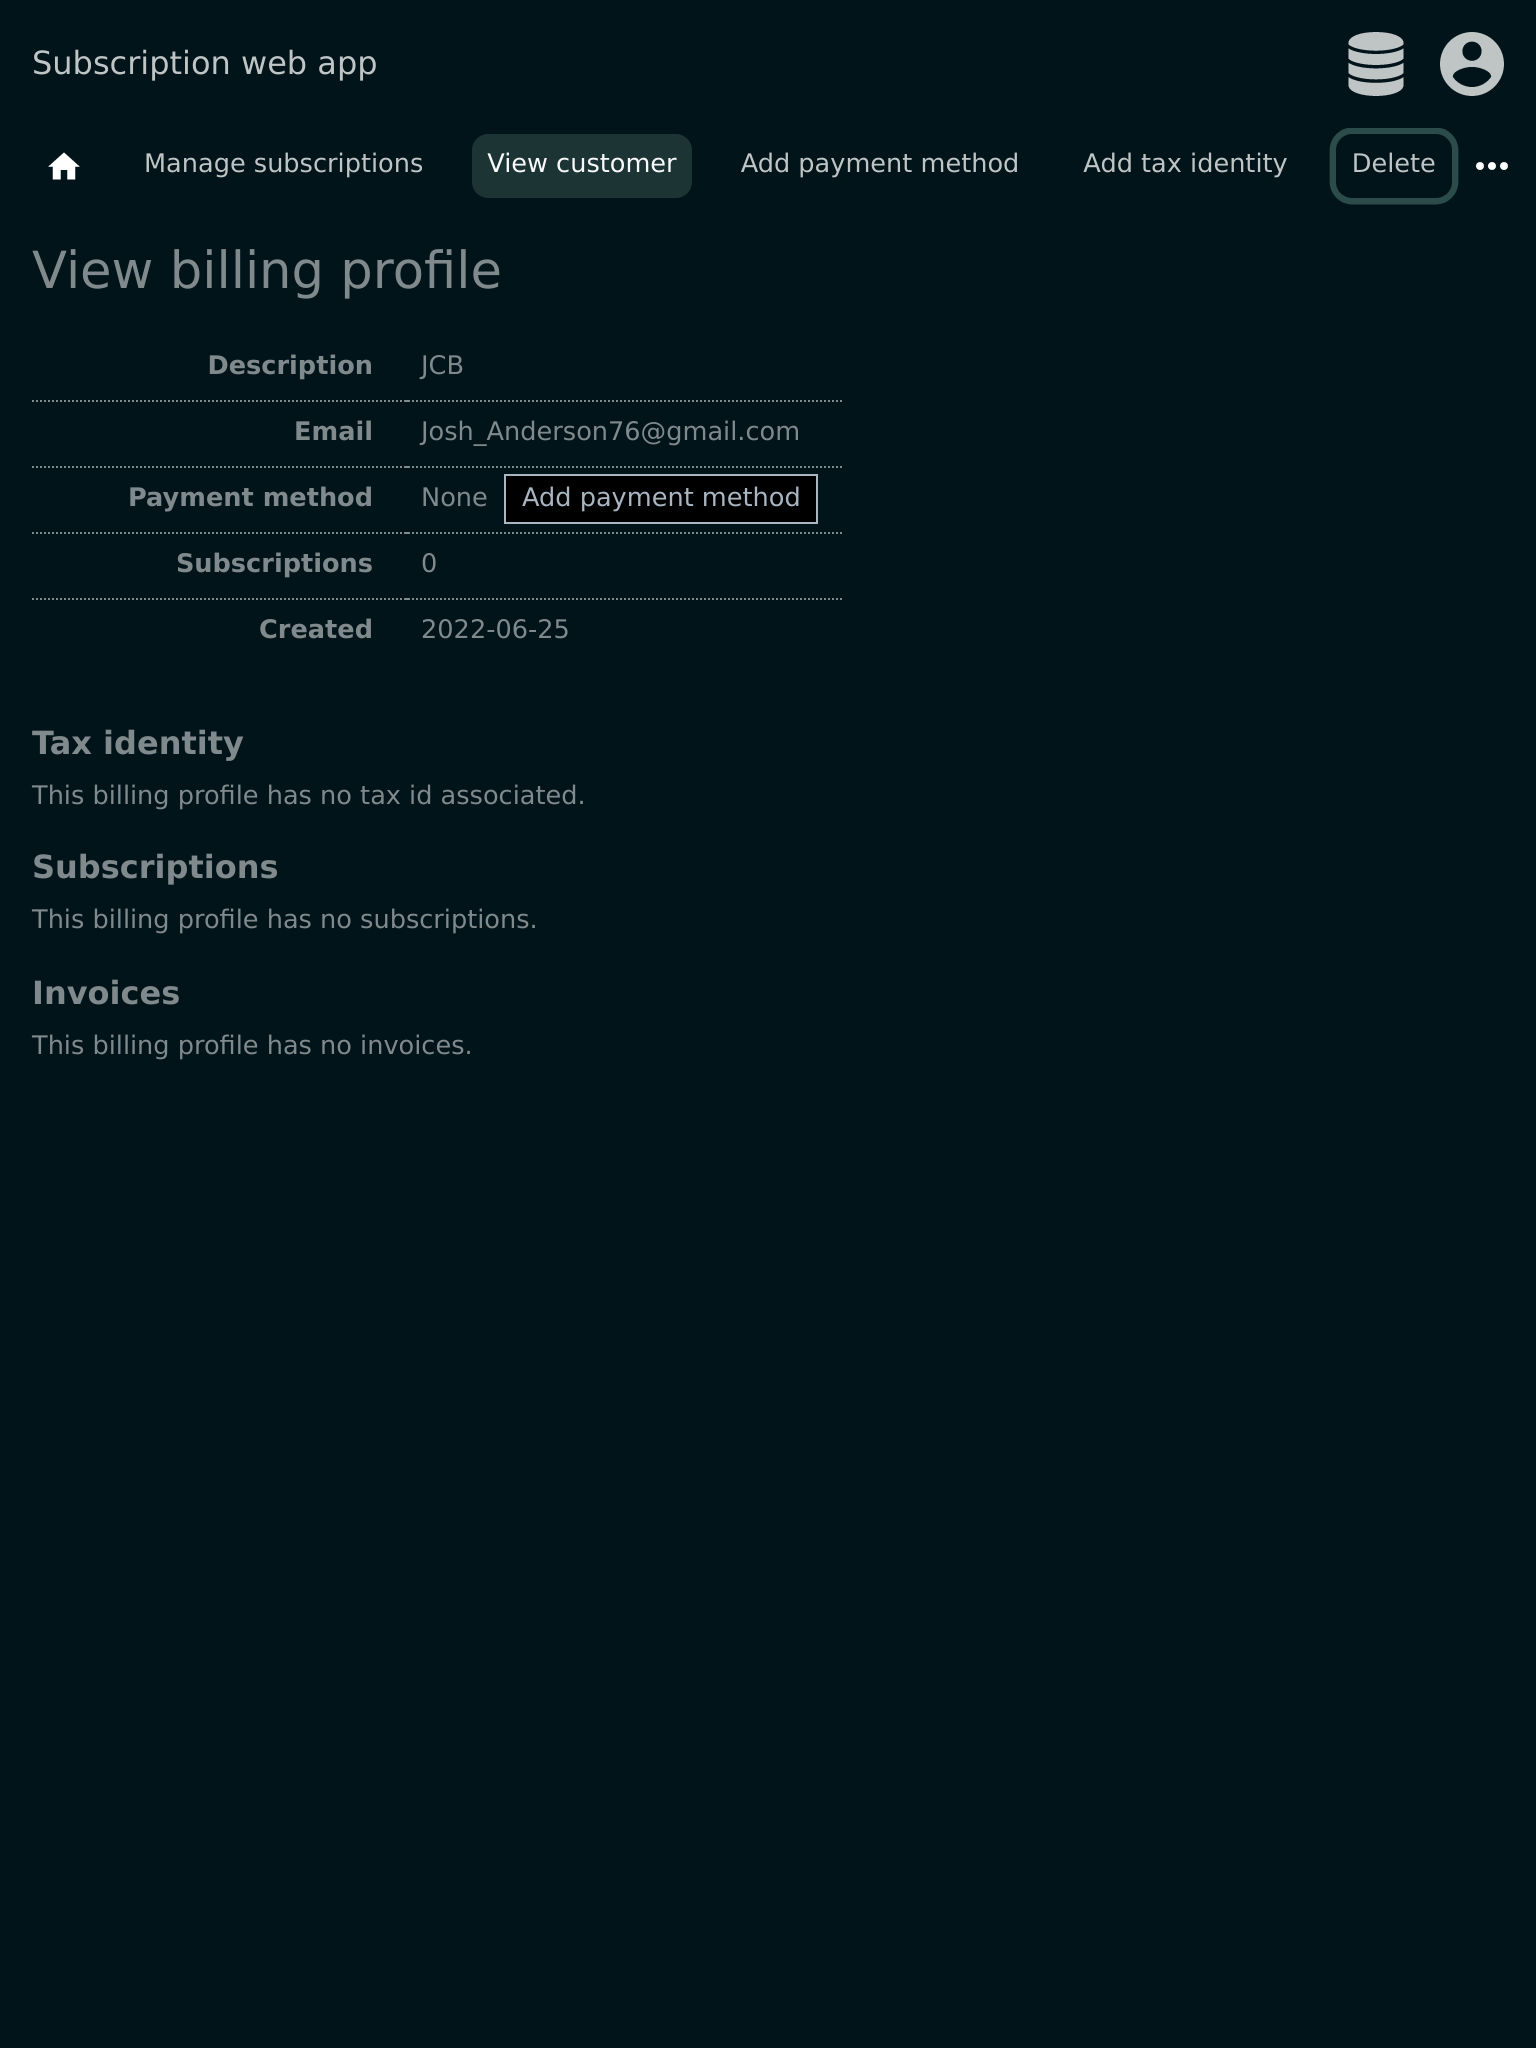 Subscription web app
Manage subscriptions View customer Add payment method Add tax identity Delete
View billing profile
Description JCB
Email Josh_Anderson76@gmail.com
Payment method None Add payment method
Subscriptions 0
Created 2022-06-25
Tax identity
This billing profile has no tax id associated.
Subscriptions
This billing profile has no subscriptions.
Invoices
This billing profile has no invoices.